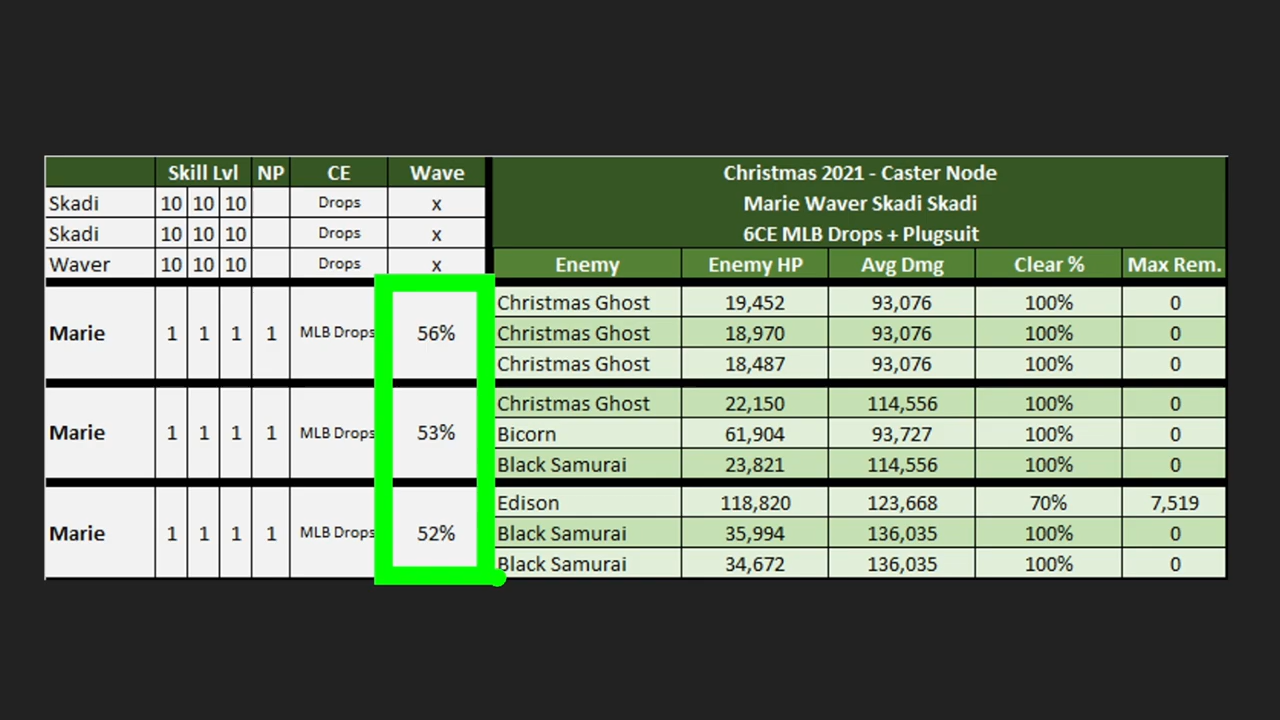 Skill Lvl NP CE Wave Christmas 2021 - Caster Node
Skadi 10 10 10 Drops x Marie Waver Skadi Skadi
Skadi 10 10 10 Drops x 6CE MLB Drops + Plugsuit
Waver 10 10 10 Drops x Enemy Enemy HP Avg Dmg Clear % Max Rem.
Christmas Ghost 19,452 93,076 100% 0
Marie 1 1 1 1 MLB Drops 56% Christmas Ghost 18,970 93,076 100% 0
Christmas Ghost 18,487 93,076 100% 0
Christmas Ghost 22,150 114,556 100% 0
Marie 1 1 1 1 MLB Drops 53% Bicorn 61,904 93,727 100% 0
Black Samurai 23,821 114,556 100% 0
Edison 118,820 123,668 70% 7,519
Marie 1 1 1 1 MLB Drops 52% Black Samurai 35,994 136,035 100% 0
Black Samurai 34,672 136,035 100% 0